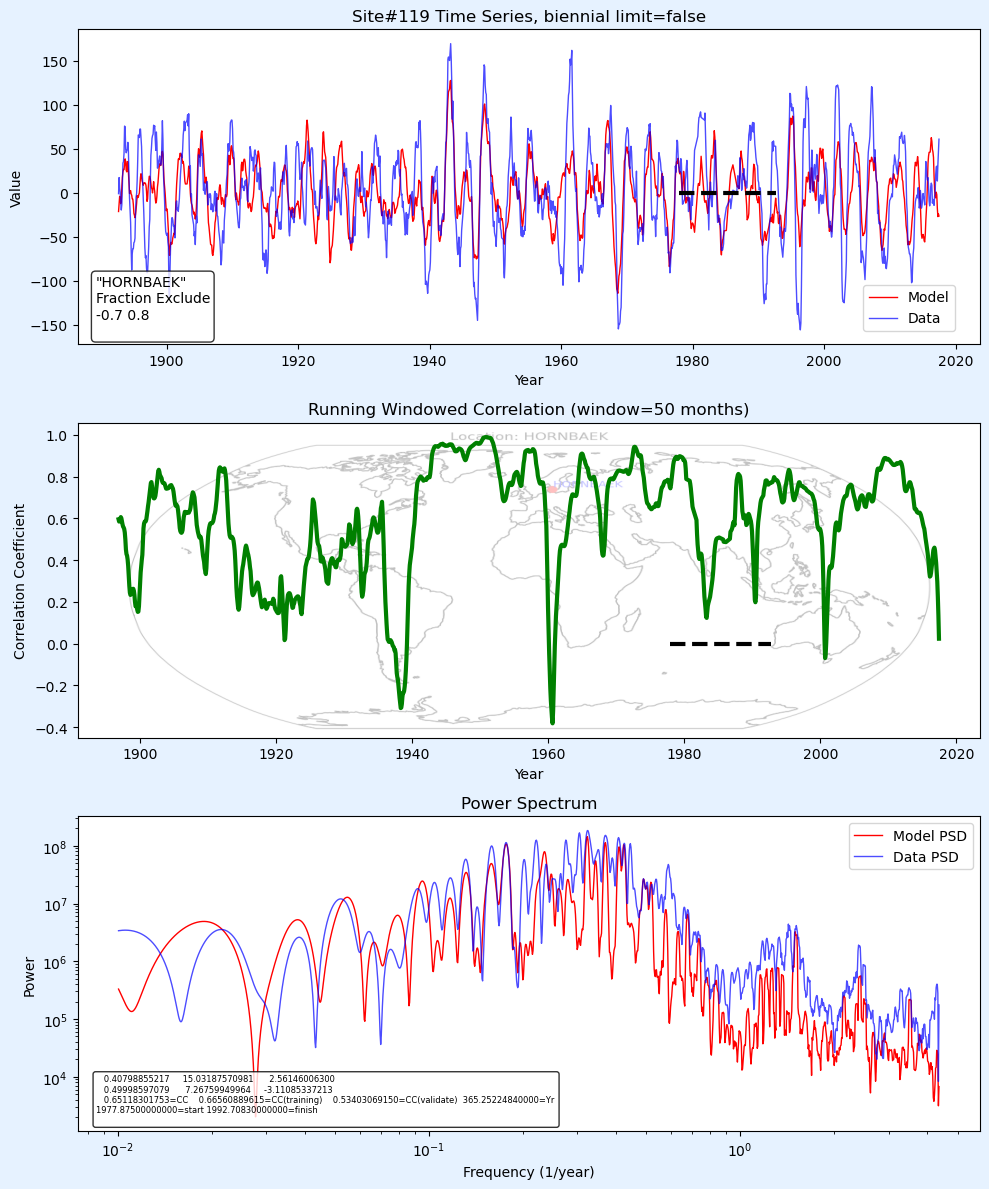 Site#119 Time Series, biennial limit=false
Value
150
100
50
0
−50
−100
−150
"HORNBAEK"
Fraction Exclude
-0.7 0.8
Model
Data
1900
1920
1940
1960
1980
2000
2020
Year
Running Windowed Correlation (window=50 months)
Location: HORNBAEK
HORNBAEK
Correlation Coefficient
1.0
0.8
0.6
0.4
0.2
0.0
−0.2
−0.4
1900
1920
1940
1960
1980
2000
2020
Year
Power Spectrum
Power
10^8
10^7
10^6
10^5
10^4
Model PSD
Data PSD
0.40798855217 15.03187570981 2.56146006300
0.49998597079 7.26759949964 -3.11085337213
0.65118301753=CC 0.66560889615=CC(training) 0.53403069150=CC(validate) 365.25224840000=Yr
1977.87500000000=start 1992.70830000000=finish
10^−2
10^−1
10^0
Frequency (1/year)